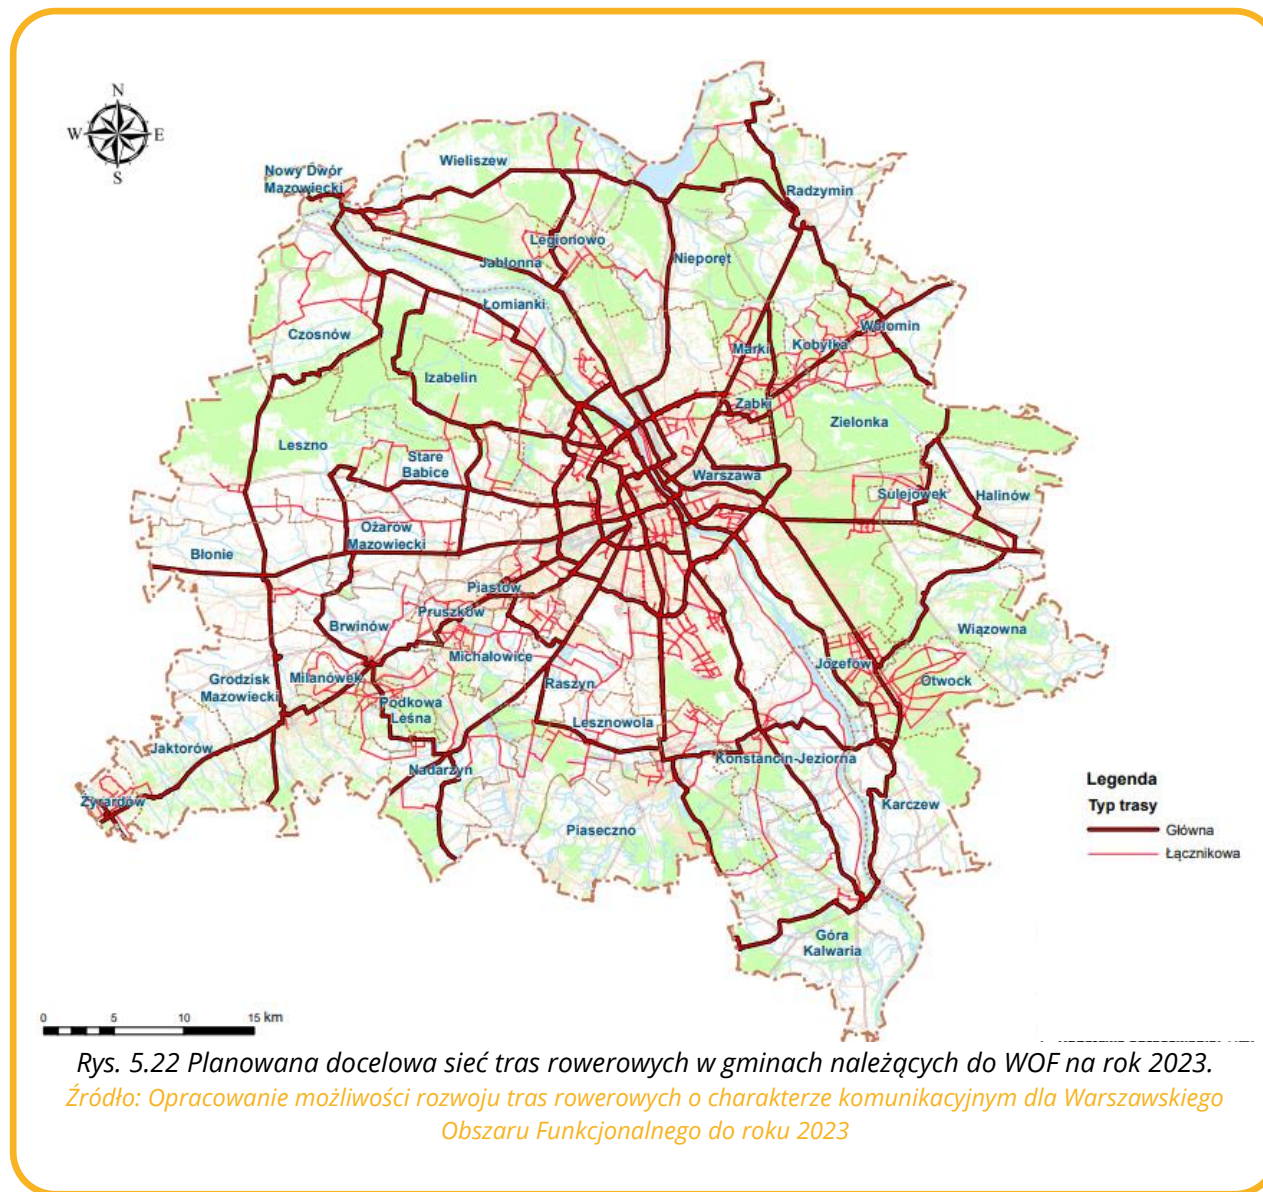 N
W E
S
Nowy Dwór
Mazowiecki
Wieliszew
Radzymin
Legionowo
Jabłonna
Nieporęt
Łomianki
Czosnów
Wołomin
Marki
Kobyłka
Izabelin
Ząbki
Zielonka
Leszno
Stare
Babice
Warszawa
Sulejówek
Halinów
Ożarów
Mazowiecki
Błonie
Piastów
Pruszków
Brwinów
Wiązowna
Michałowice
Józefów
Grodzisk
Mazowiecki
Milanówek
Raszyn
Otwock
Podkowa
Leśna
Lesznowola
Jaktorów
Konstancin-Jeziorna
Nadarzyn
Żyrardów
Karczew
Piaseczno
Góra
Kalwaria
Legenda
Typ trasy
Główna
Łącznikowa
0 5 10 15 km
Rys. 5.22 Planowana docelowa sieć tras rowerowych w gminach należących do WOF na rok 2023.
Źródło: Opracowanie możliwości rozwoju tras rowerowych o charakterze komunikacyjnym dla Warszawskiego
Obszaru Funkcjonalnego do roku 2023